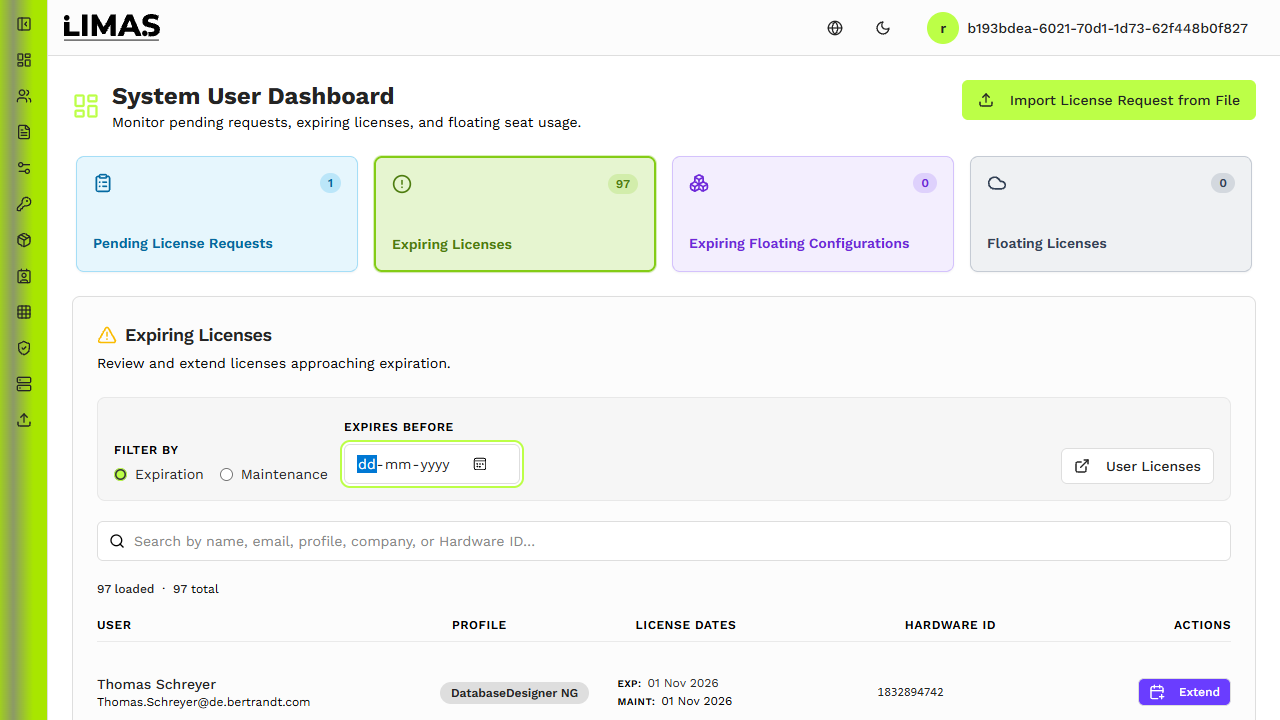 LIMAS
r
b193bdea-6021-70d1-1d73-62f448b0f827
System User Dashboard
Monitor pending requests, expiring licenses, and floating seat usage.
Import License Request from File
1
Pending License Requests
97
Expiring Licenses
0
Expiring Floating Configurations
0
Floating Licenses
Expiring Licenses
Review and extend licenses approaching expiration.
FILTER BY
Expiration
Maintenance
EXPIRES BEFORE
dd-mm-yyyy
User Licenses
Search by name, email, profile, company, or Hardware ID...
97 loaded · 97 total
USER PROFILE LICENSE DATES HARDWARE ID ACTIONS
Thomas Schreyer
Thomas.Schreyer@de.bertrandt.com
DatabaseDesigner NG
EXP: 01 Nov 2026
MAINT: 01 Nov 2026
1832894742
Extend